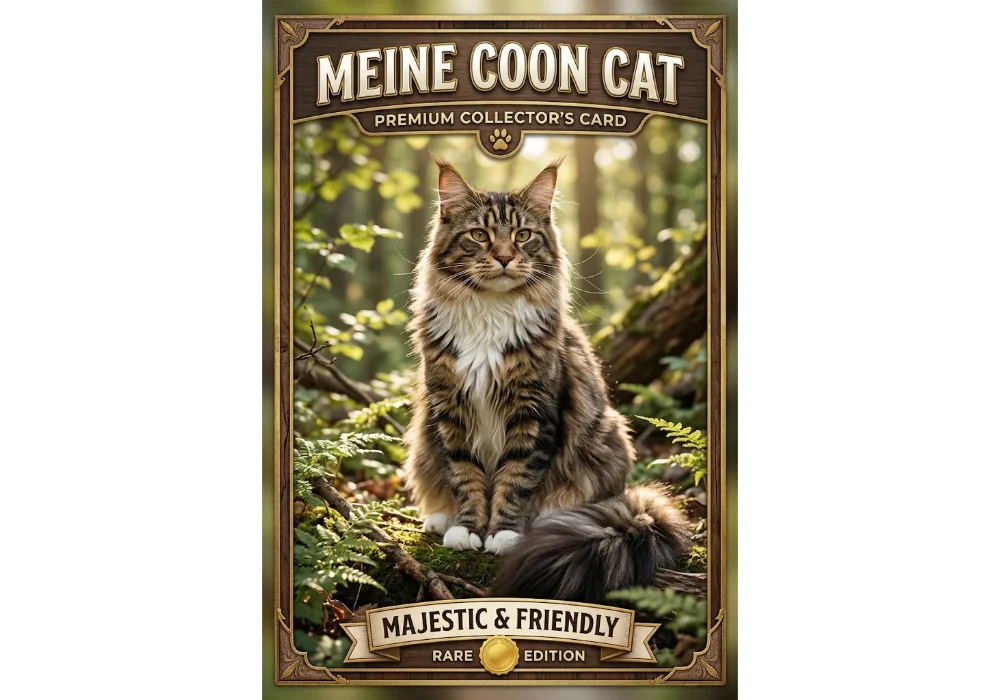 MEINE COON CAT
PREMIUM COLLECTOR'S CARD
MAJESTIC & FRIENDLY
RARE EDITION